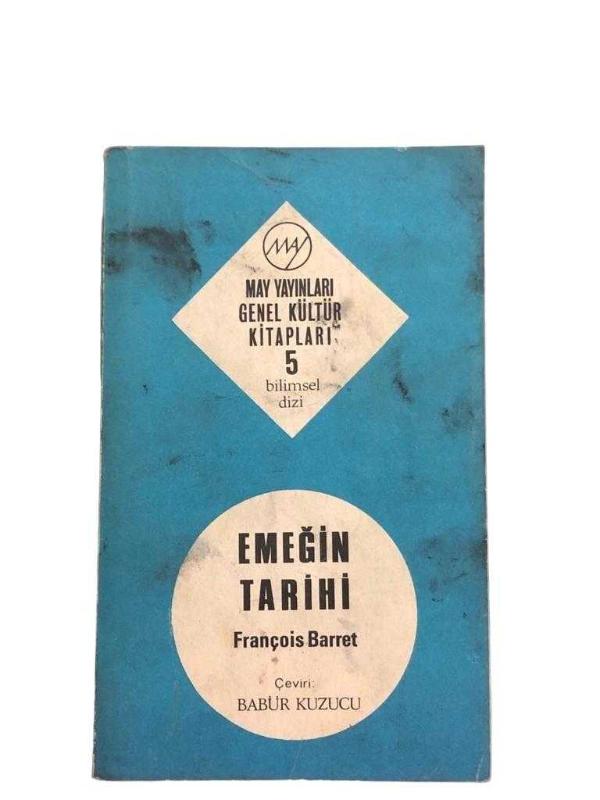 MAY
MAY YAYINLARI
GENEL KÜLTÜR
KİTAPLARI
5
bilimsel
dizi
EMEĞİN
TARİHİ
François Barret
Çeviri:
BABÜR KUZUCU